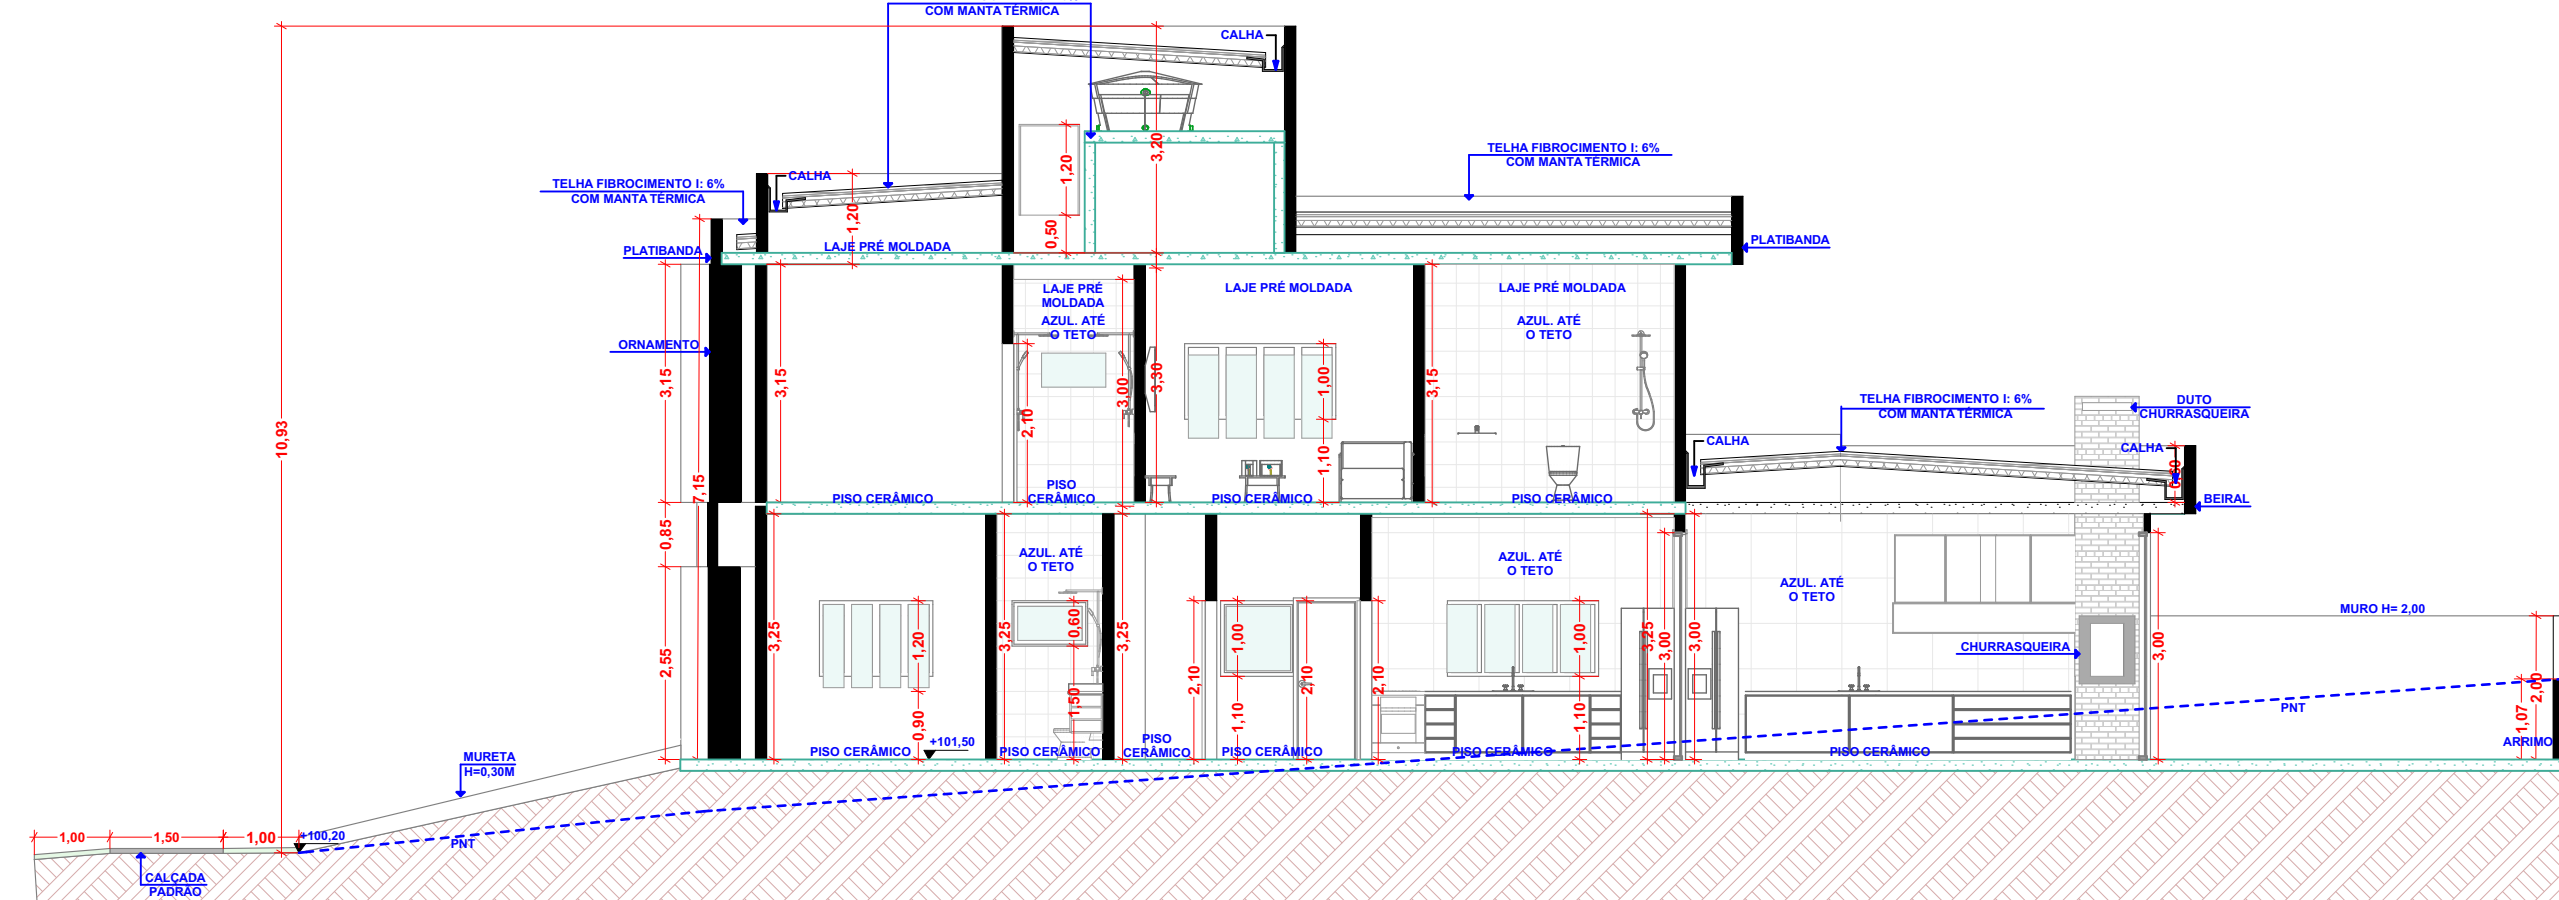 COM MANTA TÉRMICA
CALHA
3,20
1,20
0,50
TELHA FIBROCIMENTO I: 6%
COM MANTA TÉRMICA
CALHA
1,20
TELHA FIBROCIMENTO I: 6%
COM MANTA TÉRMICA
PLATIBANDA
LAJE PRÉ MOLDADA
PLATIBANDA
LAJE PRÉ
MOLDADA
AZUL. ATÉ
O TETO
LAJE PRÉ MOLDADA
LAJE PRÉ MOLDADA
AZUL. ATÉ
O TETO
ORNAMENTO
3,15
3,15
2,10
3,00
3,30
1,00
1,10
3,15
10,93
7,15
TELHA FIBROCIMENTO I: 6%
COM MANTA TÉRMICA
DUTO
CHURRASQUEIRA
CALHA
CALHA
BEIRAL
PISO CERÂMICO
PISO
CERÂMICO
PISO CERÂMICO
PISO CERÂMICO
0,85
2,55
AZUL. ATÉ
O TETO
AZUL. ATÉ
O TETO
AZUL. ATÉ
O TETO
3,25
1,20
0,90
3,25
0,60
1,50
3,25
2,10
1,00
1,10
2,10
2,10
1,00
1,10
3,25
3,00
3,00
3,00
MURO H= 2,00
CHURRASQUEIRA
2,00
1,07
PNT
ARRIMO
+101,50
PISO CERÂMICO
PISO CERÂMICO
PISO
CERÂMICO
PISO CERÂMICO
PISO CERÂMICO
PISO CERÂMICO
MURETA
H=0,30M
1,00
1,50
1,00
+100,20
PNT
CALÇADA
PADRÃO